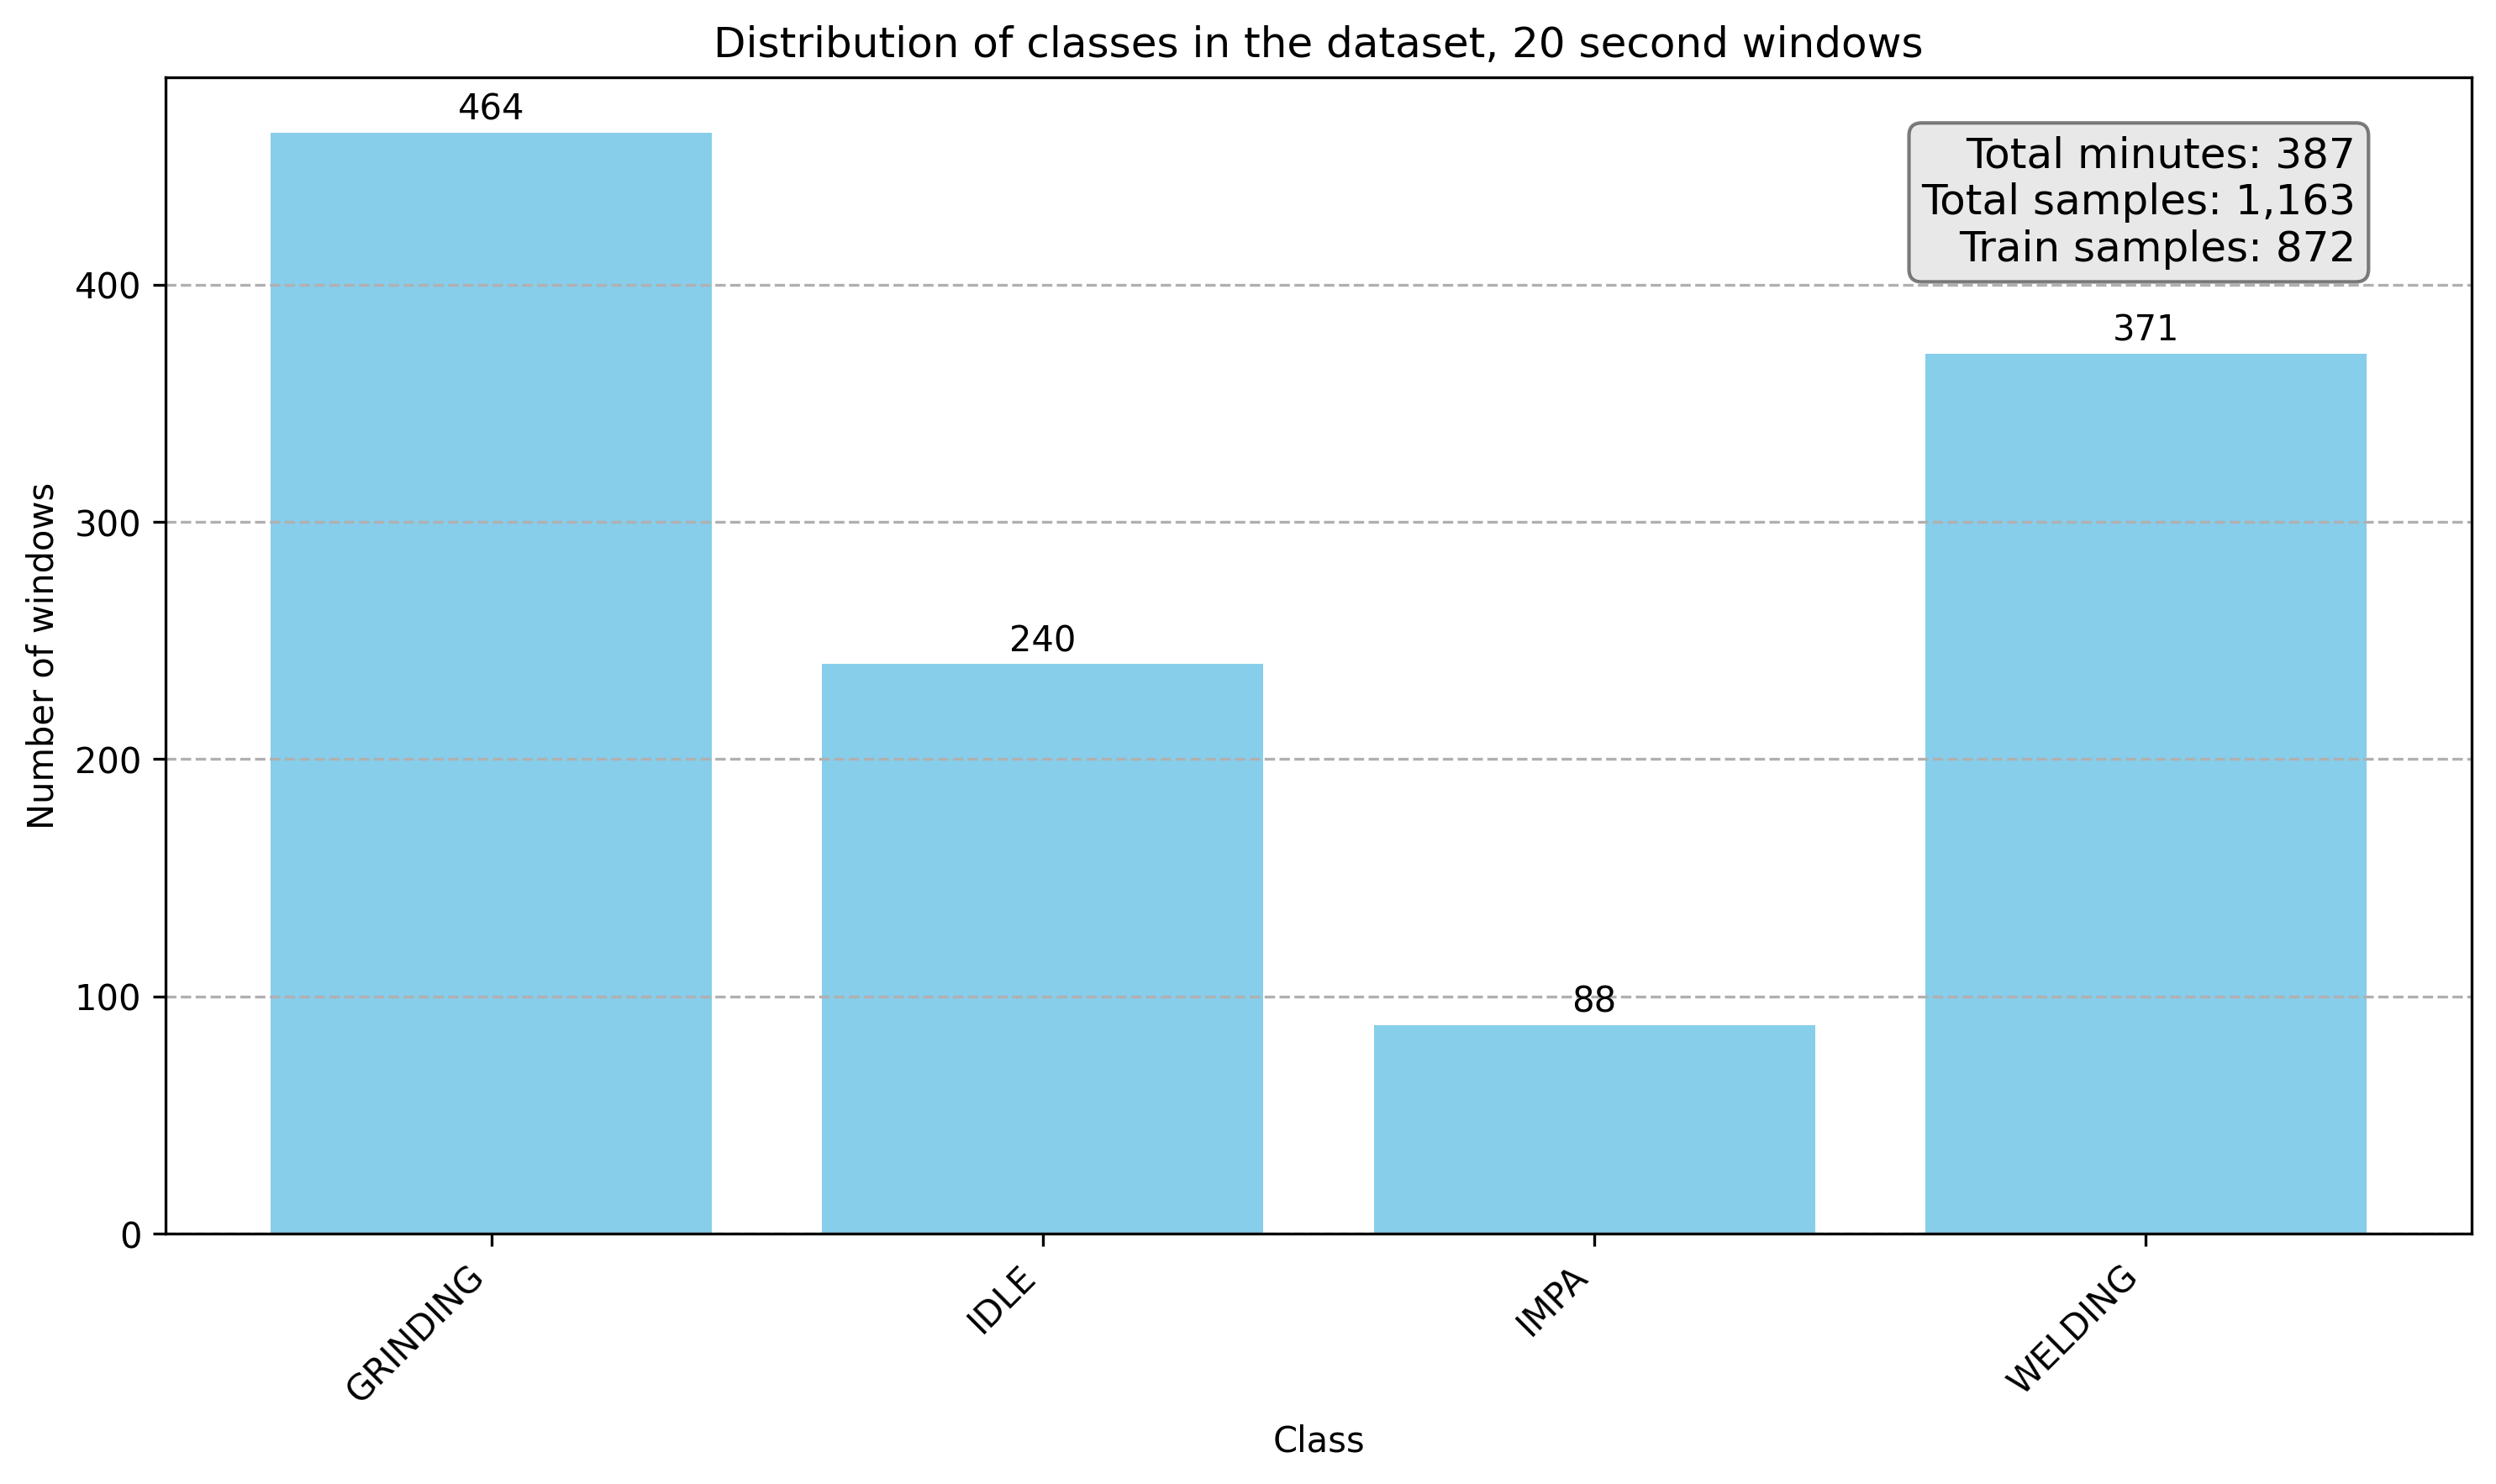 Distribution of classes in the dataset, 20 second windows
464
Total minutes: 387
Total samples: 1,163
Train samples: 872
400
371
300
240
200
88
100
0
Number of windows
GRINDING
IDLE
IMPA
WELDING
Class